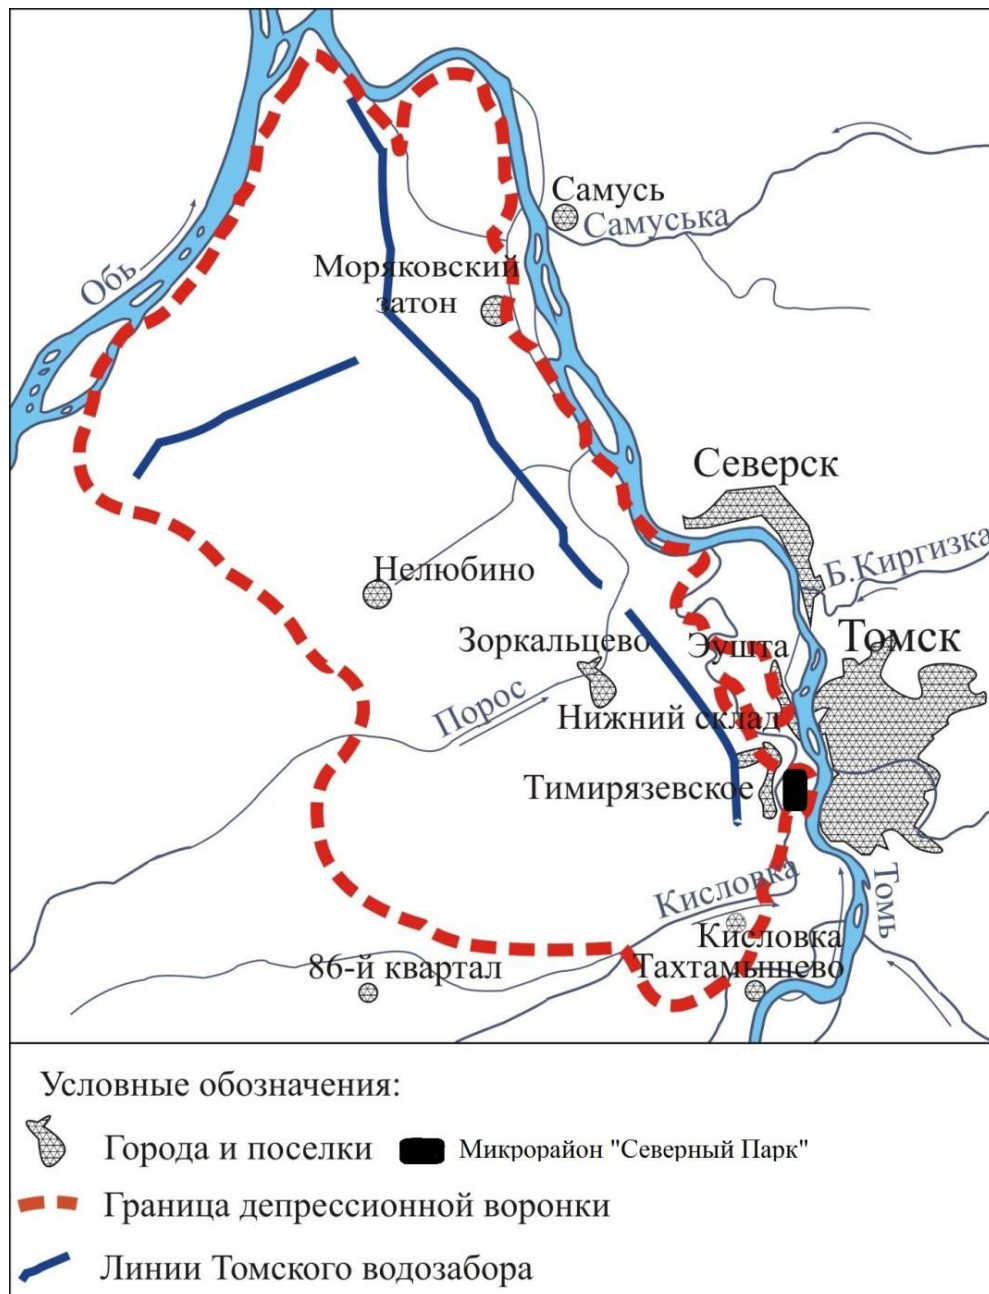 Самусь
Самуська
Обь
Моряковский
затон
Северск
Б.Киргизка
Нелюбино
Томск
Зоркальцево
Эушта
Порос
Нижний склад
Тимирязевское
Томь
Кисловка
Кисловка
86-й квартал
Тахтамышево
Условные обозначения:
Города и поселки
Микрорайон "Северный Парк"
Граница депрессионной воронки
Линии Томского водозабора